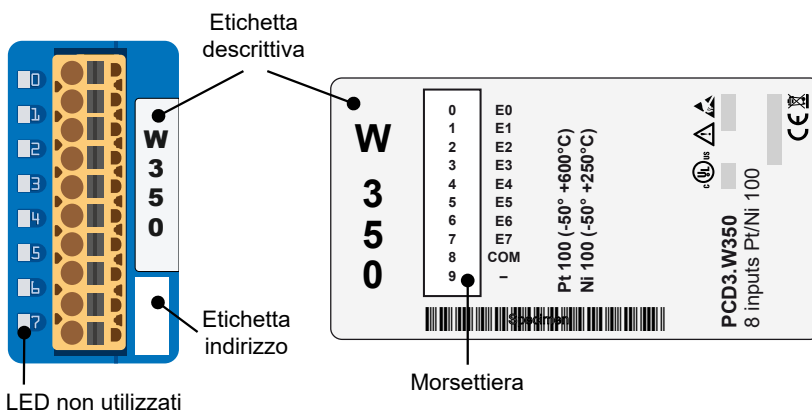 Etichetta
descrittiva
0
1
2
3
4
5
6
7
W
3
5
0
Etichetta
indirizzo
LED non utilizzati
W
3
5
0
0 E0
1 E1
2 E2
3 E3
4 E4
5 E5
6 E6
7 E7
8 COM
9 –
Pt 100 (-50° +600°C)
Ni 100 (-50° +250°C)
c UL us
CE
PCD3.W350
8 inputs Pt/Ni 100
Specimen
Morsettiera